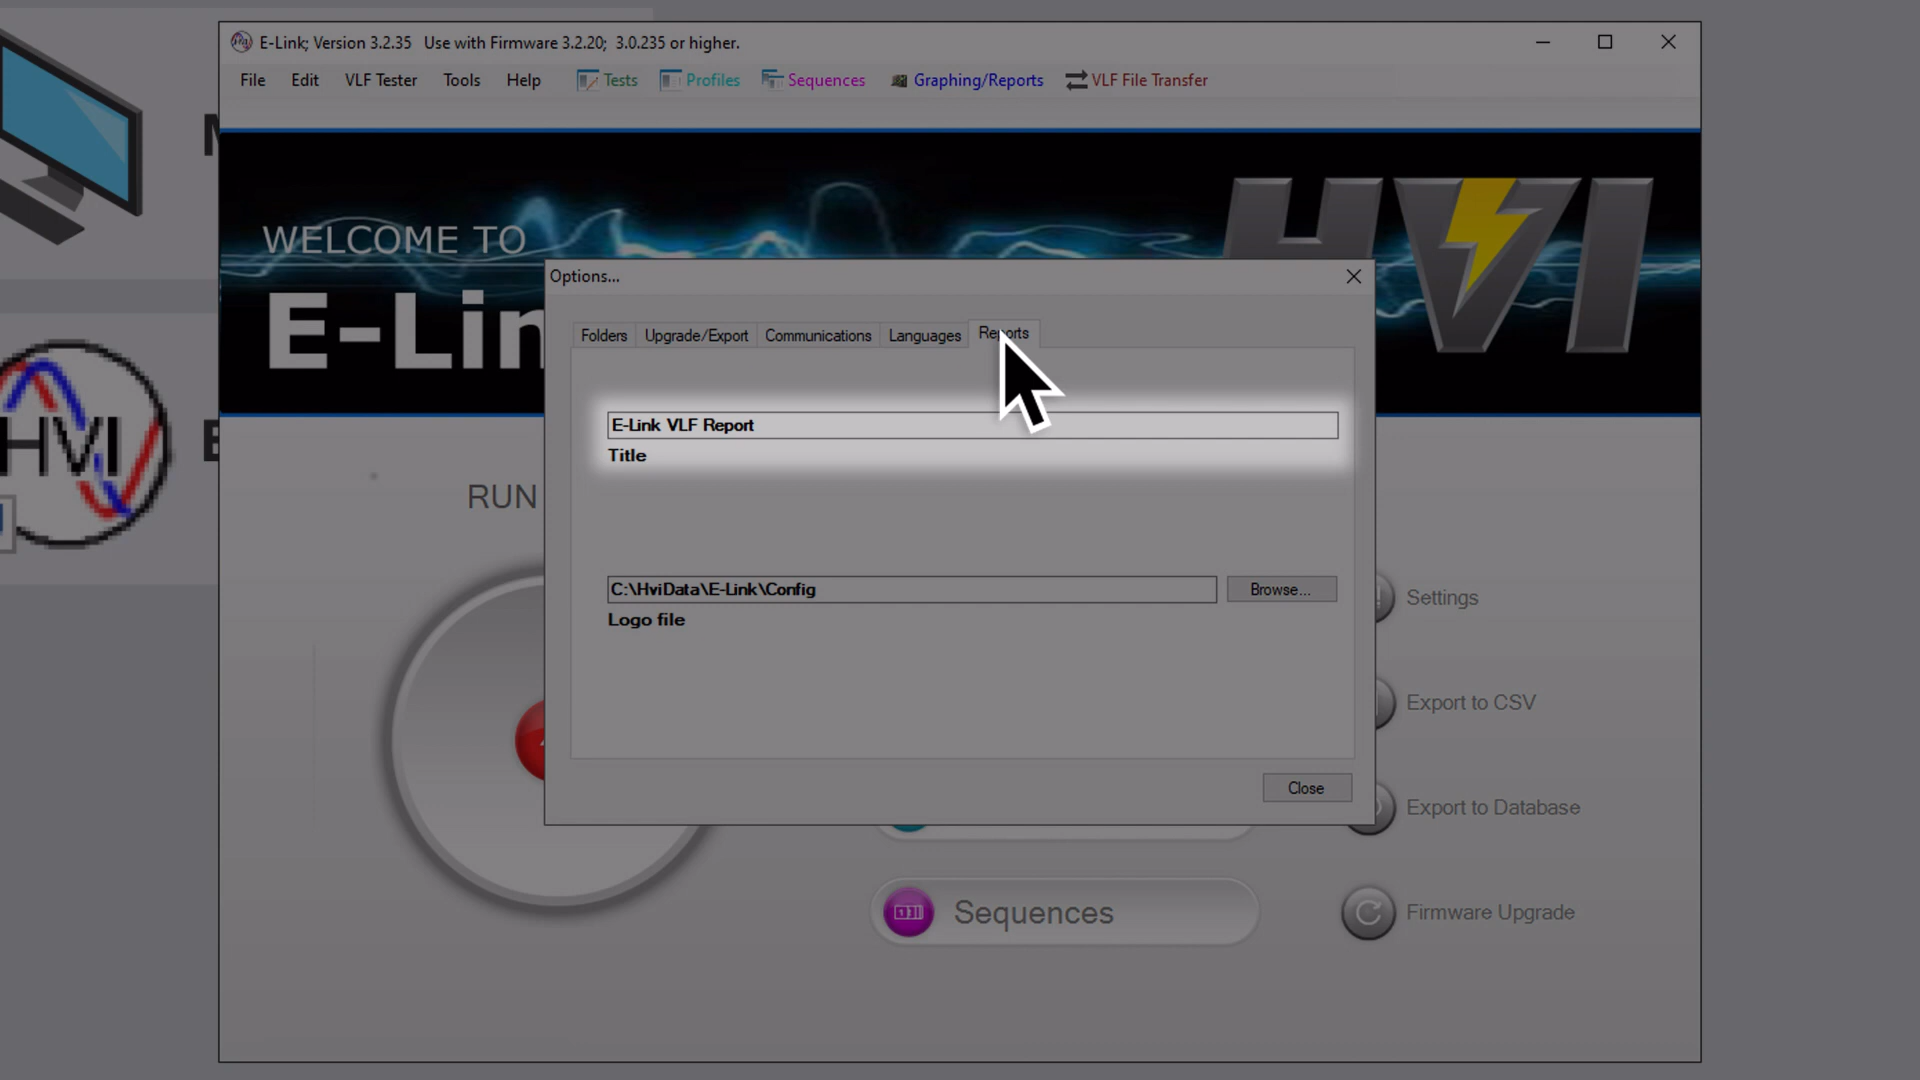 E-Link; Version 3.2.35 Use with Firmware 3.2.20; 3.0.235 or higher.
File Edit VLF Tester Tools Help Tests Profiles Sequences Graphing/Reports VLF File Transfer
WELCOME TO
HVI
E-Lin
Options...
Folders Upgrade/Export Communications Languages Reports
E-Link VLF Report
Title
HVI
RUN
C:\HviData\E-Link\Config Browse...
Logo file
Settings
Export to CSV
Close
Export to Database
Sequences
Firmware Upgrade